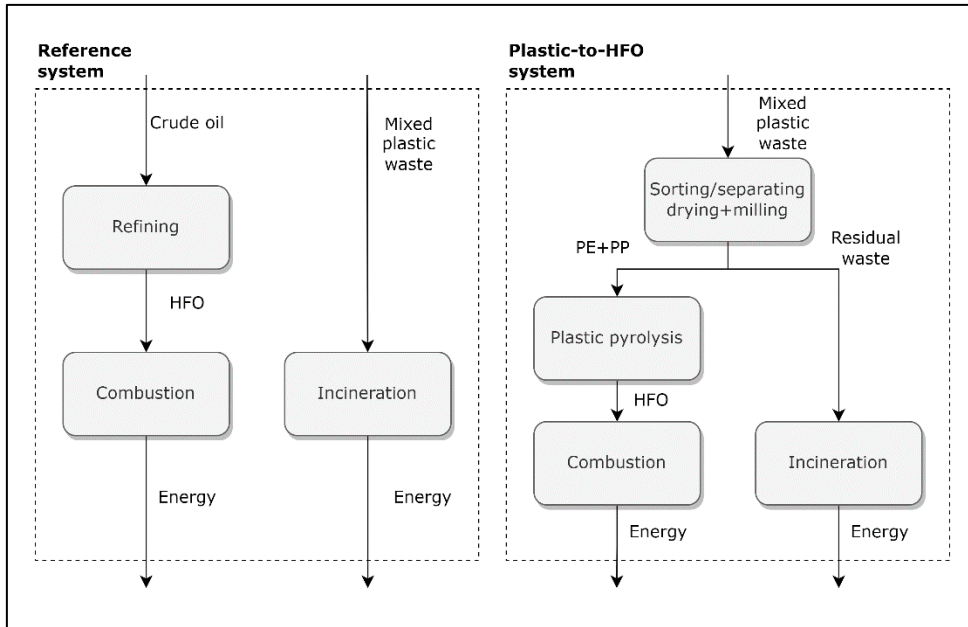 Reference
system
Crude oil
Mixed
plastic
waste
Refining
HFO
Combustion
Incineration
Energy
Energy
Plastic-to-HFO
system
Mixed
plastic
waste
Sorting/separating
drying+milling
PE+PP
Residual
waste
Plastic pyrolysis
HFO
Combustion
Incineration
Energy
Energy